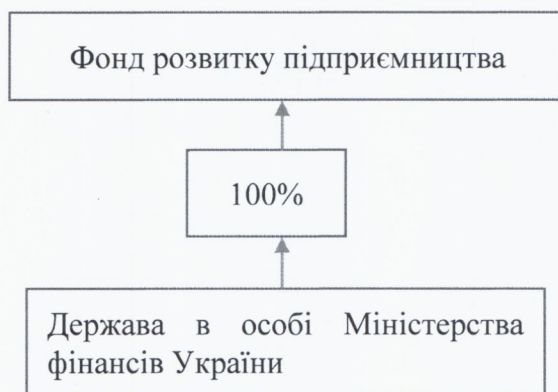 Фонд розвитку підприємництва
100%
Держава в особі Міністерства
фінансів України